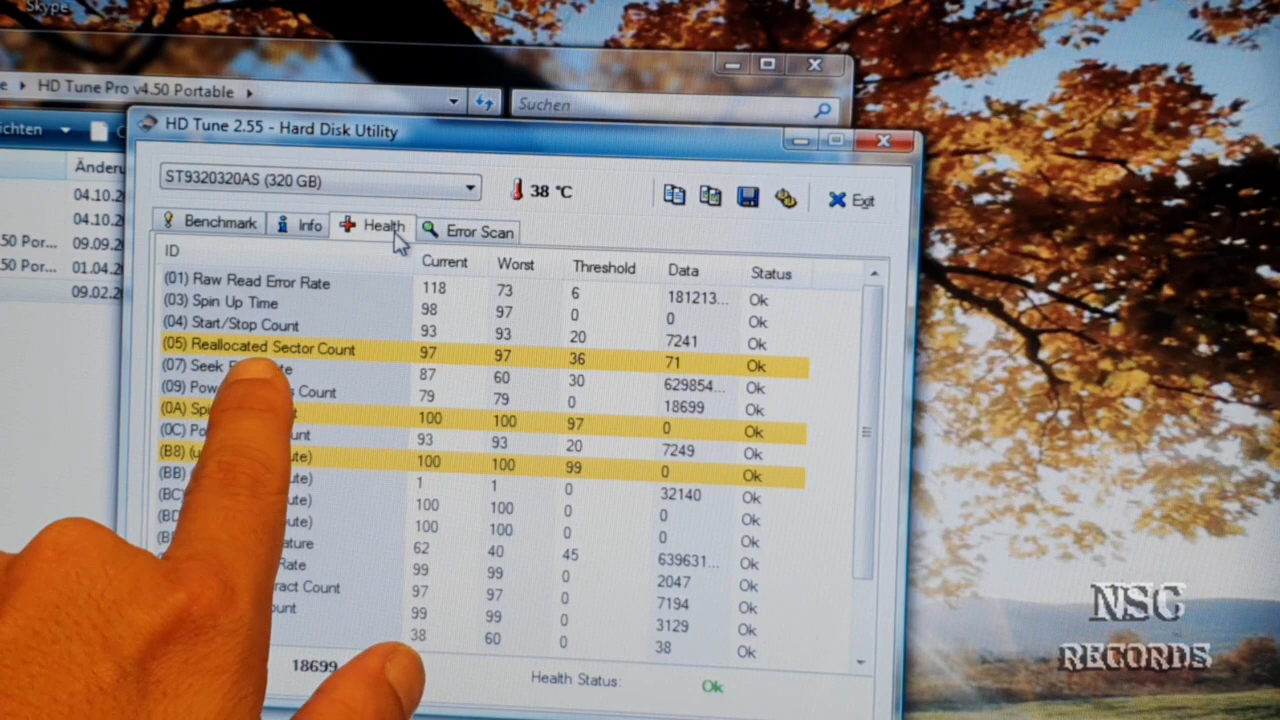 Skype
e ▸ HD Tune Pro v4.50 Portable ▸
Suchen
ichten
Änderu
04.10.2
04.10.2
50 Por... 09.09.2
50 Por... 01.04.2
09.02.2
HD Tune 2.55 - Hard Disk Utility
ST9320320AS (320 GB)
38 °C
Exit
Benchmark Info Health Error Scan
ID Current Worst Threshold Data Status
(01) Raw Read Error Rate 118 73 6 181213... Ok
(03) Spin Up Time 98 97 0 0 Ok
(04) Start/Stop Count 93 93 20 7241 Ok
(05) Reallocated Sector Count 97 97 36 71 Ok
(07) Seek te 87 60 30 629854... Ok
(09) Pow s Count 79 79 0 18699 Ok
(0A) Spi t 100 100 97 0 Ok
(0C) Po ount 93 93 20 7249 Ok
(B8) (u ute) 100 100 99 0 Ok
(BB) ute) 1 1 0 32140 Ok
(BC) ute) 100 100 0 0 Ok
(BD ute) 100 100 0 0 Ok
(B ature 62 40 45 639631... Ok
Rate 99 99 0 2047 Ok
ract Count 97 97 0 7194 Ok
ount 99 99 0 3129 Ok
38 60 0 38 Ok
18699
Health Status: Ok
NSC
RECORDS